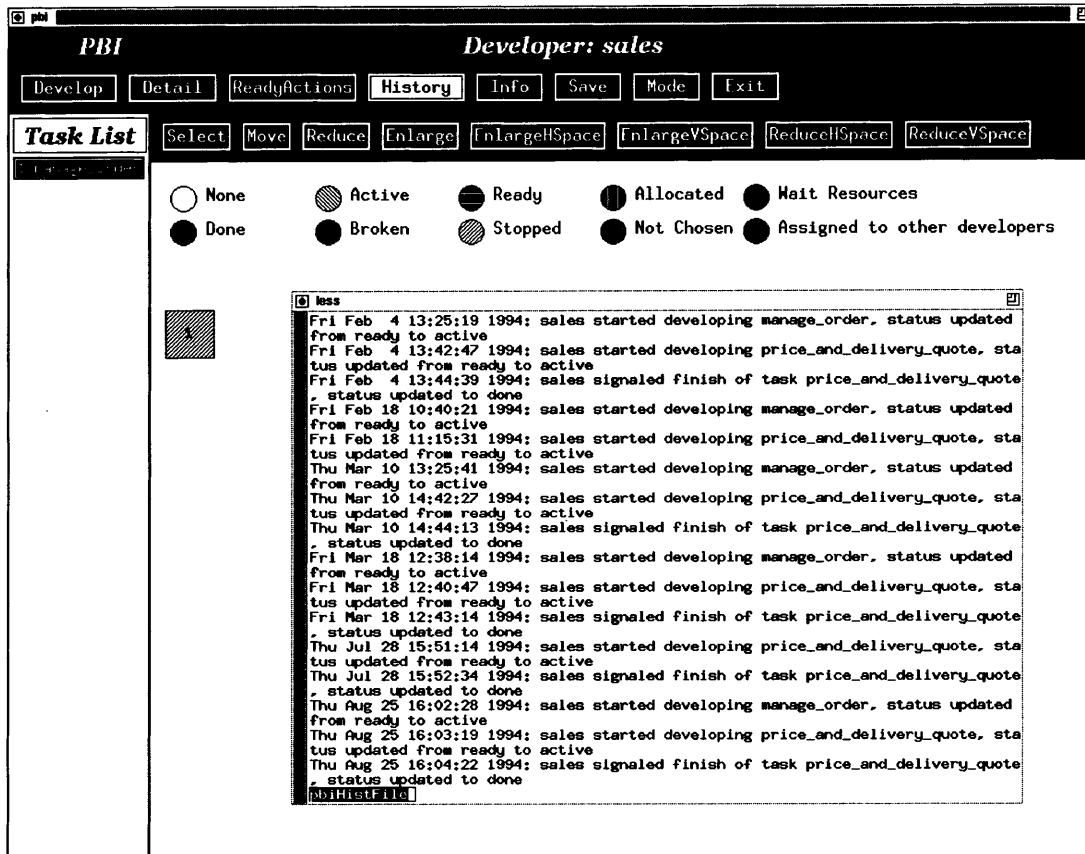 pbi
PBI
Developer: sales
Develop Detail ReadyActions History Info Save Mode Exit
Task List
Select Move Reduce Enlarge EnlargeHSpace EnlargeVSpace ReduceHSpace ReduceVSpace
None Active Ready Allocated Wait Resources
Done Broken Stopped Not Chosen Assigned to other developers
1
less
Fri Feb  4 13:25:19 1994: sales started developing manage_order, status updated
from ready to active
Fri Feb  4 13:42:47 1994: sales started developing price_and_delivery_quote, sta
tus updated from ready to active
Fri Feb  4 13:44:39 1994: sales signaled finish of task price_and_delivery_quote
, status updated to done
Fri Feb 18 10:40:21 1994: sales started developing manage_order, status updated
from ready to active
Fri Feb 18 11:15:31 1994: sales started developing price_and_delivery_quote, sta
tus updated from ready to active
Thu Mar 10 13:25:41 1994: sales started developing manage_order, status updated
from ready to active
Thu Mar 10 14:42:27 1994: sales started developing price_and_delivery_quote, sta
tus updated from ready to active
Thu Mar 10 14:44:13 1994: sales signaled finish of task price_and_delivery_quote
, status updated to done
Fri Mar 18 12:38:14 1994: sales started developing manage_order, status updated
from ready to active
Fri Mar 18 12:40:47 1994: sales started developing price_and_delivery_quote, sta
tus updated from ready to active
Fri Mar 18 12:43:14 1994: sales signaled finish of task price_and_delivery_quote
, status updated to done
Thu Jul 28 15:51:14 1994: sales started developing price_and_delivery_quote, sta
tus updated from ready to active
Thu Jul 28 15:52:34 1994: sales signaled finish of task price_and_delivery_quote
, status updated to done
Thu Aug 25 16:02:28 1994: sales started developing manage_order, status updated
from ready to active
Thu Aug 25 16:03:19 1994: sales started developing price_and_delivery_quote, sta
tus updated from ready to active
Thu Aug 25 16:04:22 1994: sales signaled finish of task price_and_delivery_quote
, status updated to done
pbiHistFile